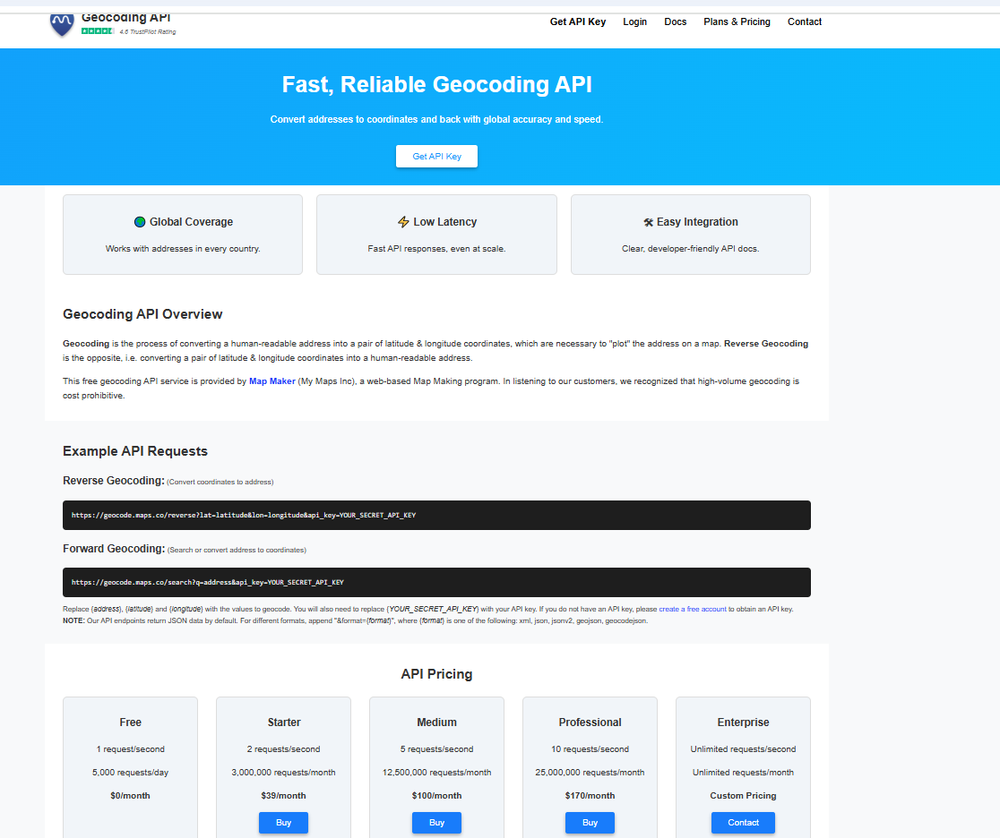 Geocoding API
4.6 TrustPilot Rating
Get API Key Login Docs Plans & Pricing Contact
Fast, Reliable Geocoding API
Convert addresses to coordinates and back with global accuracy and speed.
Get API Key
Global Coverage
Works with addresses in every country.
Low Latency
Fast API responses, even at scale.
Easy Integration
Clear, developer-friendly API docs.
Geocoding API Overview
Geocoding is the process of converting a human-readable address into a pair of latitude & longitude coordinates, which are necessary to "plot" the address on a map. Reverse Geocoding
is the opposite, i.e. converting a pair of latitude & longitude coordinates into a human-readable address.
This free geocoding API service is provided by Map Maker (My Maps Inc), a web-based Map Making program. In listening to our customers, we recognized that high-volume geocoding is
cost prohibitive.
Example API Requests
Reverse Geocoding: (Convert coordinates to address)
https://geocode.maps.co/reverse?lat=latitude&lon=longitude&api_key=YOUR_SECRET_API_KEY
Forward Geocoding: (Search or convert address to coordinates)
https://geocode.maps.co/search?q=address&api_key=YOUR_SECRET_API_KEY
Replace {address}, {latitude} and {longitude} with the values to geocode. You will also need to replace {YOUR_SECRET_API_KEY} with your API key. If you do not have an API key, please create a free account to obtain an API key.
NOTE: Our API endpoints return JSON data by default. For different formats, append "&format={format}", where {format} is one of the following: xml, json, jsonv2, geojson, geocodejson.
API Pricing
Free
1 request/second
5,000 requests/day
$0/month
Starter
2 requests/second
3,000,000 requests/month
$39/month
Buy
Medium
5 requests/second
12,500,000 requests/month
$100/month
Buy
Professional
10 requests/second
25,000,000 requests/month
$170/month
Buy
Enterprise
Unlimited requests/second
Unlimited requests/month
Custom Pricing
Contact